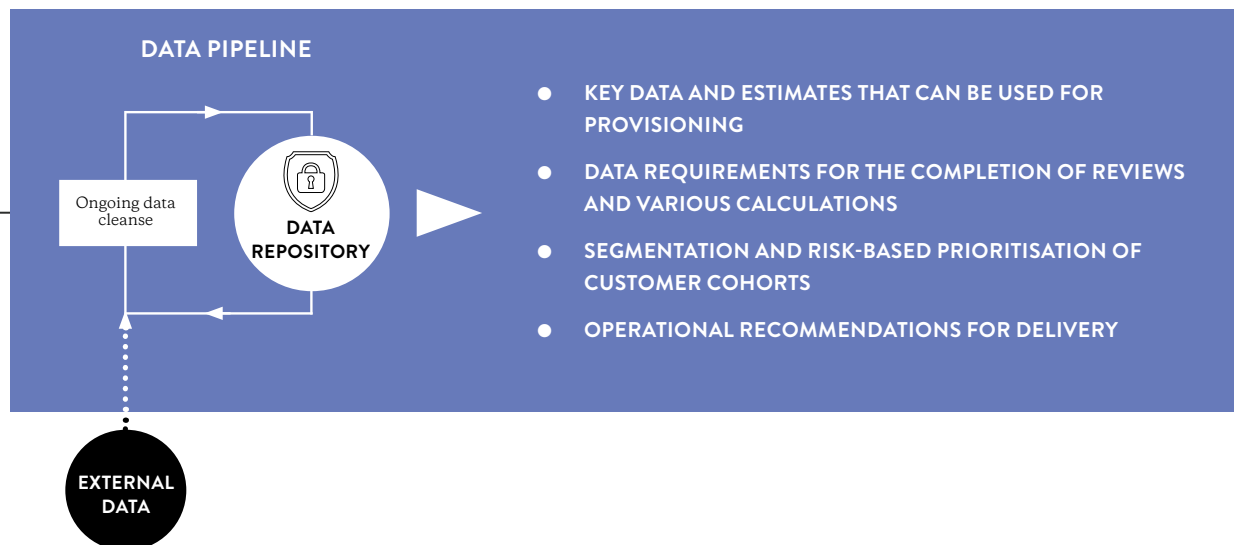 DATA PIPELINE
Ongoing data
cleanse
DATA
REPOSITORY
KEY DATA AND ESTIMATES THAT CAN BE USED FOR
PROVISIONING
DATA REQUIREMENTS FOR THE COMPLETION OF REVIEWS
AND VARIOUS CALCULATIONS
SEGMENTATION AND RISK-BASED PRIORITISATION OF
CUSTOMER COHORTS
OPERATIONAL RECOMMENDATIONS FOR DELIVERY
EXTERNAL
DATA